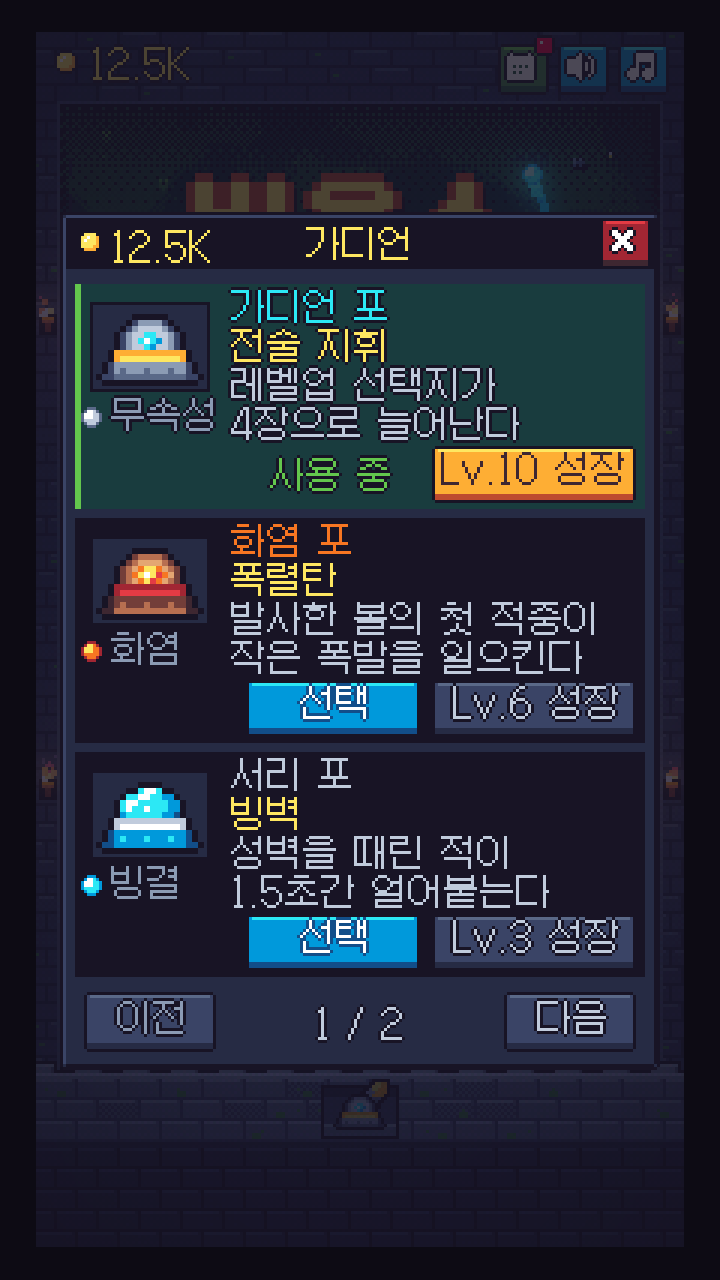 12.5K
12.5K
가디언
가디언 포
전술 지휘
레벨업 선택지가
4장으로 늘어난다
무속성
사용 중
Lv.10 성장
화염 포
폭렬탄
발사한 볼의 첫 적중이
작은 폭발을 일으킨다
화염
선택
Lv.6 성장
서리 포
빙벽
성벽을 때린 적이
1.5초간 얼어붙는다
빙결
선택
Lv.3 성장
이전
1 / 2
다음